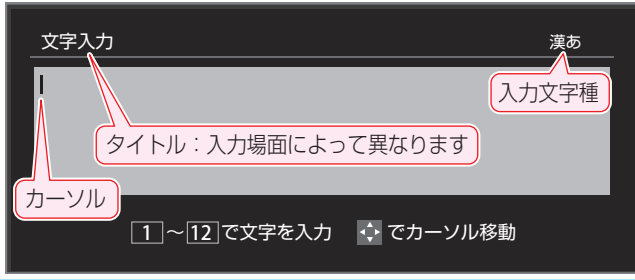 文字入力
漢あ
入力文字種
タイトル：入力場面によって異なります
カーソル
1～12で文字を入力 でカーソル移動